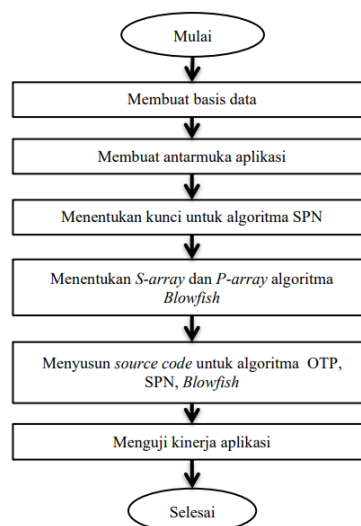 Mulai
Membuat basis data
Membuat antarmuka aplikasi
Menentukan kunci untuk algoritma SPN
Menentukan S-array dan P-array algoritma
Blowfish
Menyusun source code untuk algoritma OTP,
SPN, Blowfish
Menguji kinerja aplikasi
Selesai